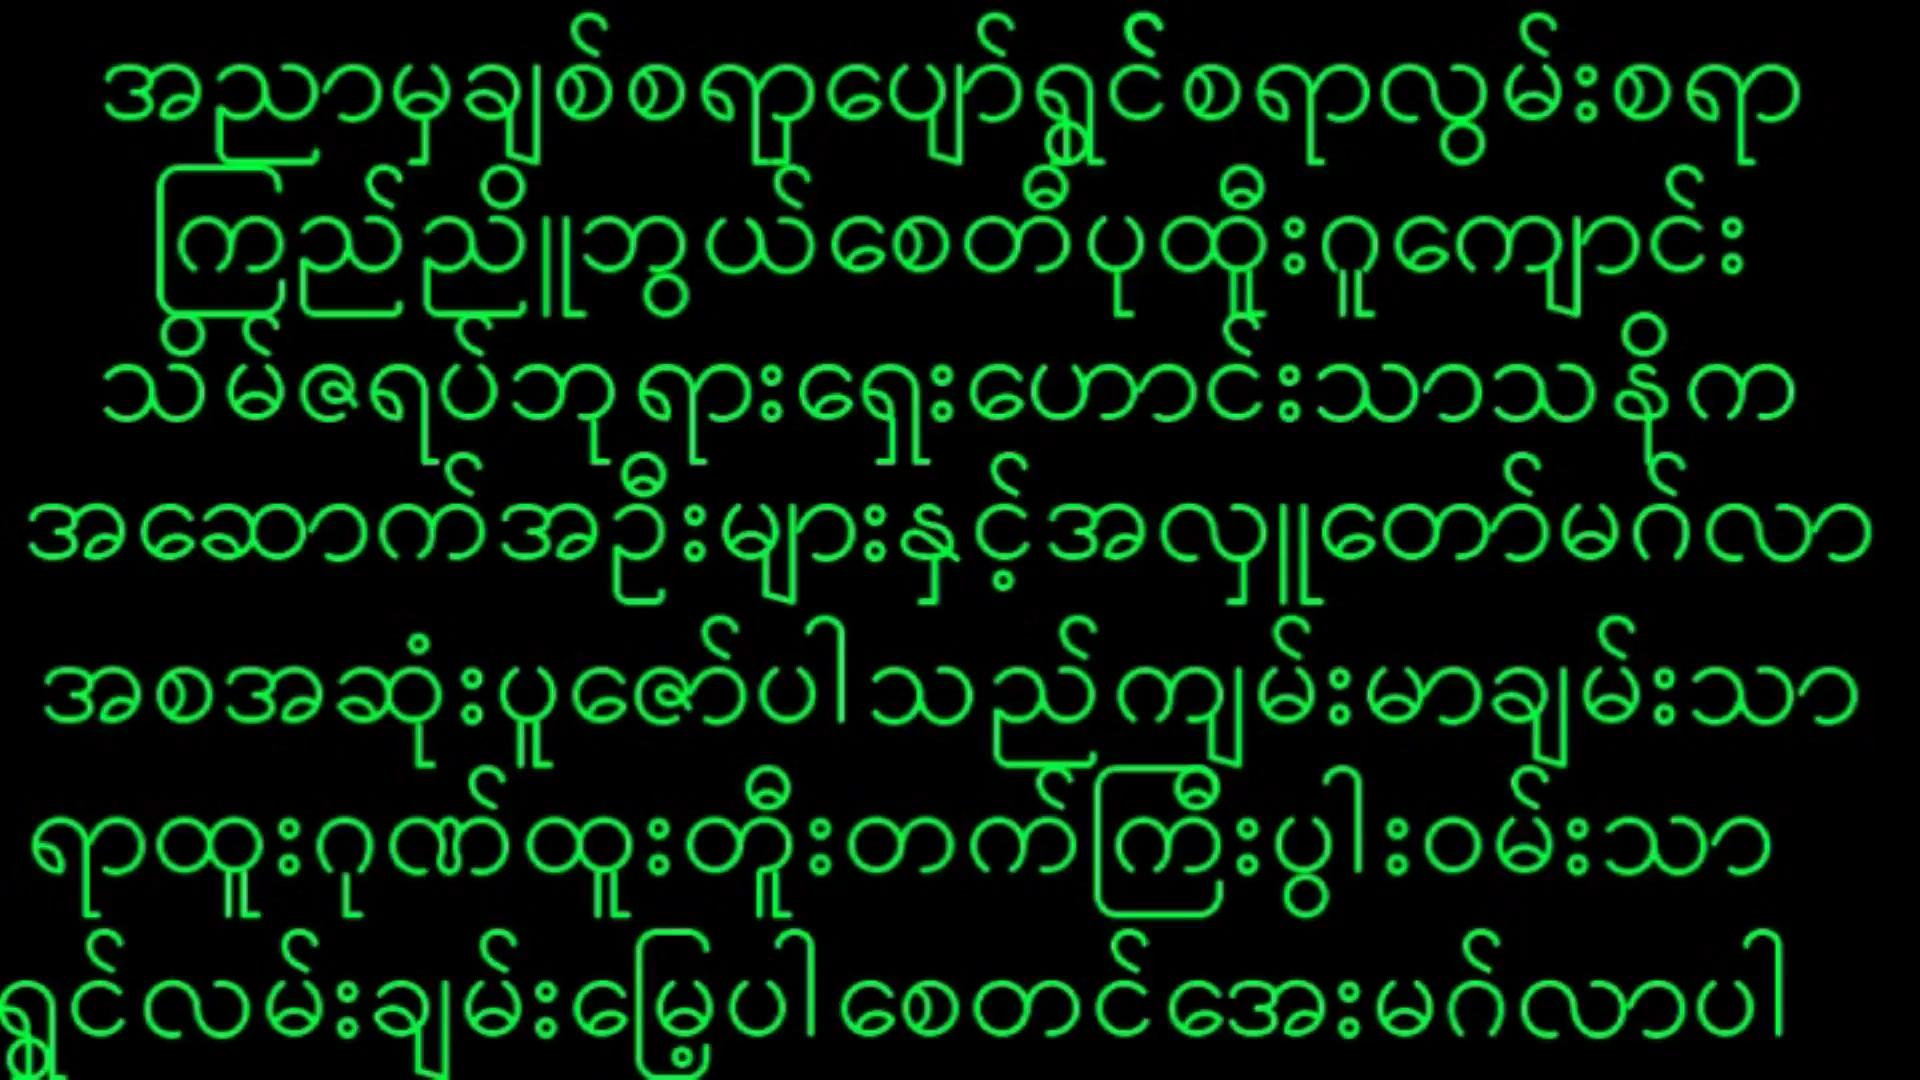 အညာမှချစ်စရာပျော်ရွှင်စရာလွမ်းစရာ
ကြည်ညိုူဘွယ်စေတီပုထိုူးဂူကျောင်း
သိမ်ဇရပ်ဘုရားရှေးဟောင်းသာသနိုက
အဆောက်အဦးများနှင့်အလှူတော်မင်္ဂလာ
အစအဆုံးပူဇော်ပါသည်ကျမ်းမာချမ်းသာ
ရာထူးဂုဏ်ထူးတိူးတက်ကြီးပွါးဝမ်းသာ
ရွှင်လမ်းချမ်းမြေ့ပါစေတင်အေးမင်္ဂလာပါ